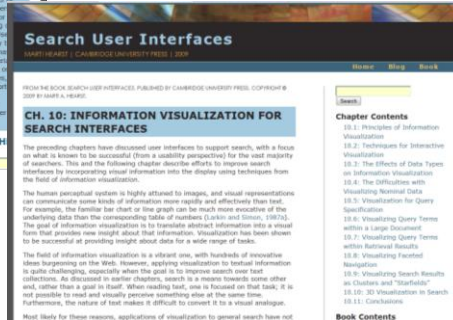 Search User Interfaces
MARTI HEARST | CAMBRIDGE UNIVERSITY PRESS | 2009
Home Blog Book
FROM THE BOOK SEARCH USER INTERFACES, PUBLISHED BY CAMBRIDGE UNIVERSITY PRESS. COPYRIGHT ©
2009 BY MARTI A. HEARST.
CH. 10: INFORMATION VISUALIZATION FOR
SEARCH INTERFACES
The preceding chapters have discussed user interfaces to support search, with a focus
on what is known to be successful (from a usability perspective) for the vast majority
of searchers. This and the following chapter describe efforts to improve search
interfaces by incorporating visual information into the display using techniques from
the field of information visualization.
The human perceptual system is highly attuned to images, and visual representations
can communicate some kinds of information more rapidly and effectively than text.
For example, the familiar bar chart or line graph can be much more evocative of the
underlying data than the corresponding table of numbers (Larkin and Simon, 1987a).
The goal of information visualization is to translate abstract information into a visual
form that provides new insight about that information. Visualization has been shown
to be successful at providing insight about data for a wide range of tasks.
The field of information visualization is a vibrant one, with hundreds of innovative
ideas burgeoning on the Web. However, applying visualization to textual information
is quite challenging, especially when the goal is to improve search over text
collections. As discussed in earlier chapters, search is a means towards some other
end, rather than a goal in itself. When reading text, one is focused on that task; it is
not possible to read and visually perceive something else at the same time.
Furthermore, the nature of text makes it difficult to convert it to a visual analogue.
Most likely for these reasons, applications of visualization to general search have not
Search
Chapter Contents
10.1: Principles of Information
Visualization
10.2: Techniques for Interactive
Visualization
10.3: The Effects of Data Types
on Information Visualization
10.4: The Difficulties with
Visualizing Nominal Data
10.5: Visualization for Query
Specification
10.6: Visualizing Query Terms
within a Large Document
10.7: Visualizing Query Terms
within Retrieval Results
10.8: Visualizing Faceted
Navigation
10.9: Visualizing Search Results
as Clusters and "Starfields"
10.10: 3D Visualization in Search
10.11: Conclusions
Book Contents